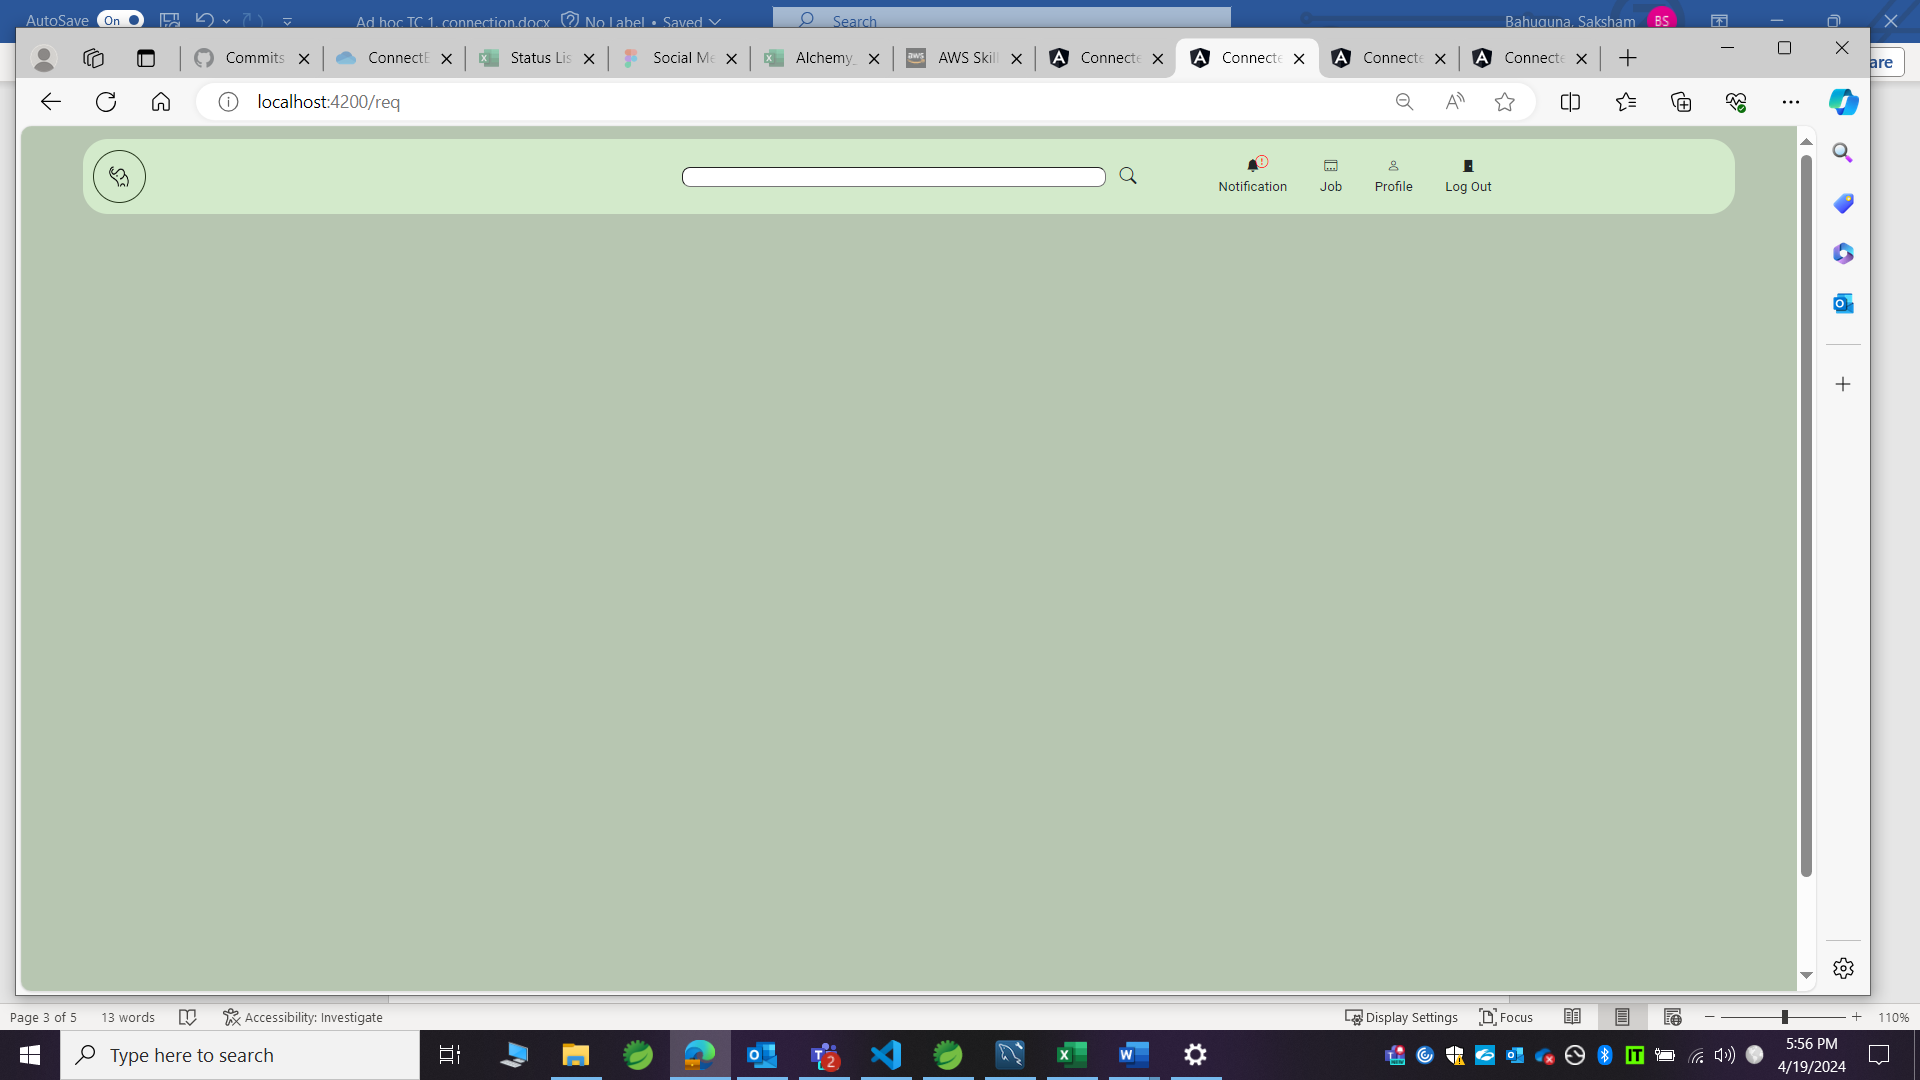 AutoSave On Ad hoc TC 1. connection.docx No Label • Saved Search Bahuguna, Saksham BS
Commits ConnectE Status Lis Social Me Alchemy_ AWS Skill Connecte Connecte Connecte Connecte are
localhost:4200/req
Notification Job Profile Log Out
Page 3 of 5 13 words Accessibility: Investigate Display Settings Focus 110%
Type here to search 2 5:56 PM
4/19/2024